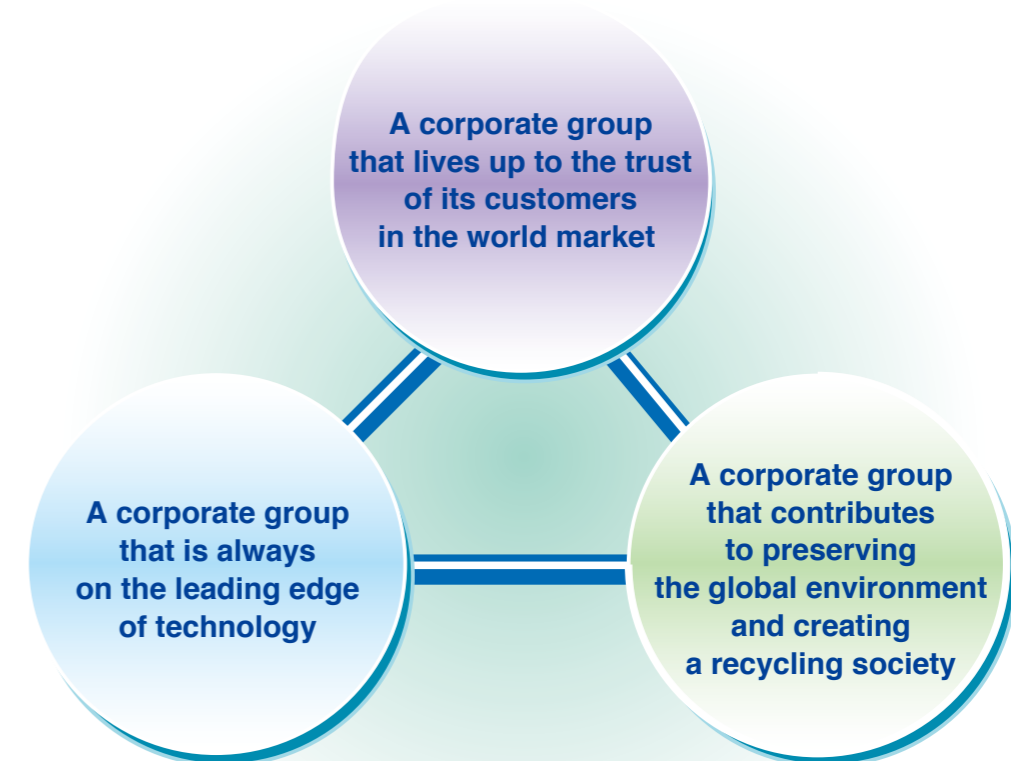 A corporate group
that lives up to the trust
of its customers
in the world market
A corporate group
that is always
on the leading edge
of technology
A corporate group
that contributes
to preserving
the global environment
and creating
a recycling society